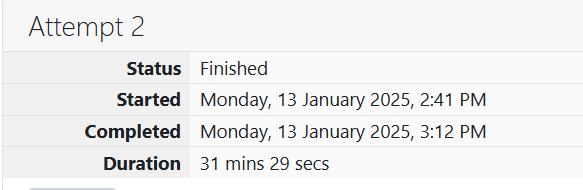 Attempt 2
Status Finished
Started Monday, 13 January 2025, 2:41 PM
Completed Monday, 13 January 2025, 3:12 PM
Duration 31 mins 29 secs